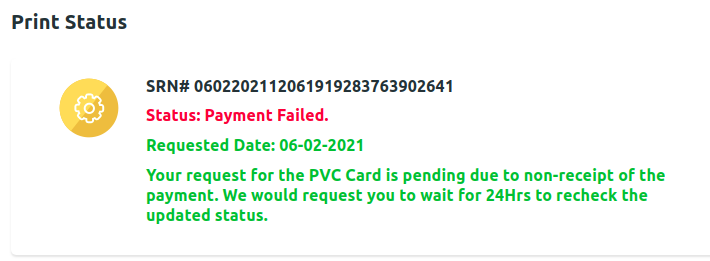 Print Status
SRN# 0602202112061919283763902641
Status: Payment Failed.
Requested Date: 06-02-2021
Your request for the PVC Card is pending due to non-receipt of the
payment. We would request you to wait for 24Hrs to recheck the
updated status.